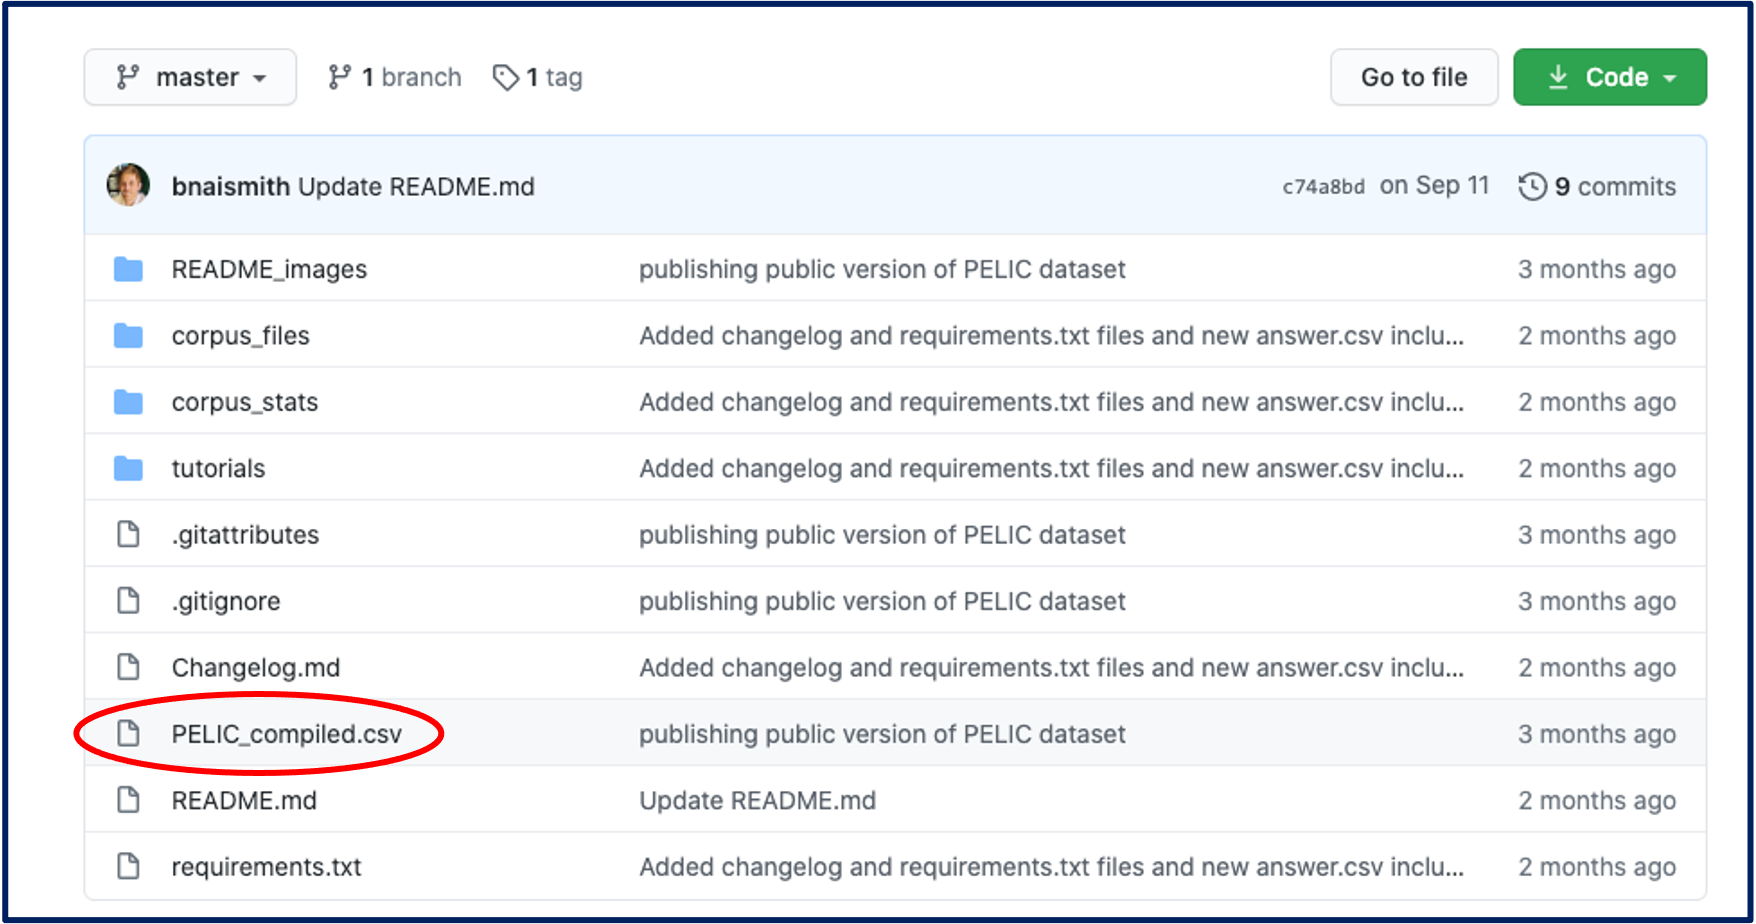 master 1 branch 1 tag Go to file Code
bnaismith Update README.md c74a8bd on Sep 11 9 commits
README_images publishing public version of PELIC dataset 3 months ago
corpus_files Added changelog and requirements.txt files and new answer.csv inclu... 2 months ago
corpus_stats Added changelog and requirements.txt files and new answer.csv inclu... 2 months ago
tutorials Added changelog and requirements.txt files and new answer.csv inclu... 2 months ago
.gitattributes publishing public version of PELIC dataset 3 months ago
.gitignore publishing public version of PELIC dataset 3 months ago
Changelog.md Added changelog and requirements.txt files and new answer.csv inclu... 2 months ago
PELIC_compiled.csv publishing public version of PELIC dataset 3 months ago
README.md Update README.md 2 months ago
requirements.txt Added changelog and requirements.txt files and new answer.csv inclu... 2 months ago